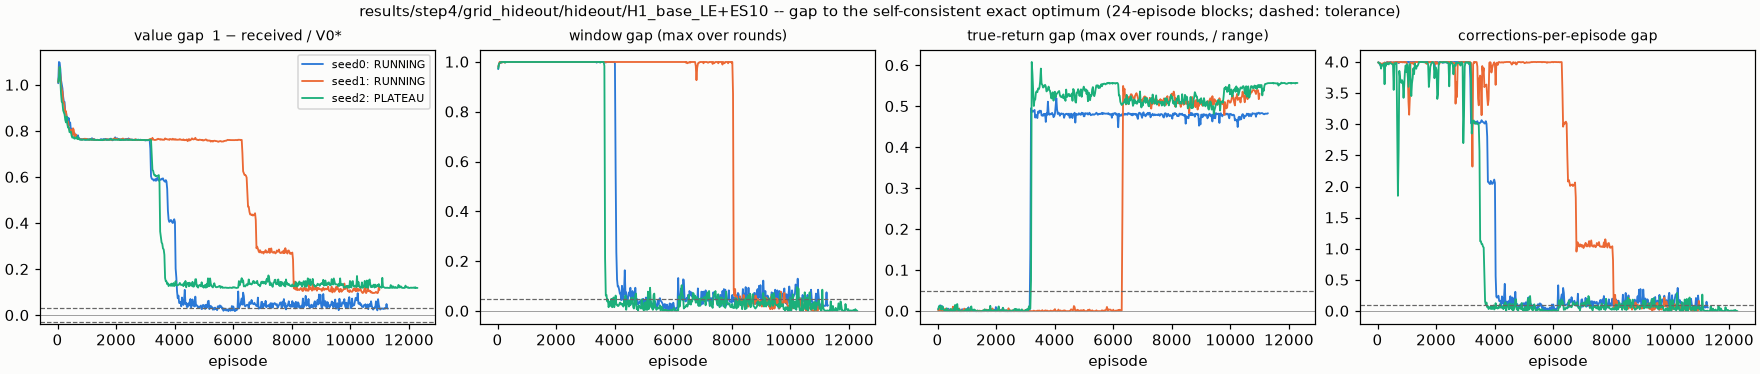 results/step4/grid_hideout/hideout/H1_base_LE+ES10 -- gap to the self-consistent exact optimum (24-episode blocks; dashed: tolerance)
value gap  1 − received / V0*
1.0
0.8
0.6
0.4
0.2
0.0
seed0: RUNNING
seed1: RUNNING
seed2: PLATEAU
0 2000 4000 6000 8000 10000 12000
episode
window gap (max over rounds)
1.0
0.8
0.6
0.4
0.2
0.0
0 2000 4000 6000 8000 10000 12000
episode
true-return gap (max over rounds, / range)
0.6
0.5
0.4
0.3
0.2
0.1
0.0
0 2000 4000 6000 8000 10000 12000
episode
corrections-per-episode gap
4.0
3.5
3.0
2.5
2.0
1.5
1.0
0.5
0.0
0 2000 4000 6000 8000 10000 12000
episode